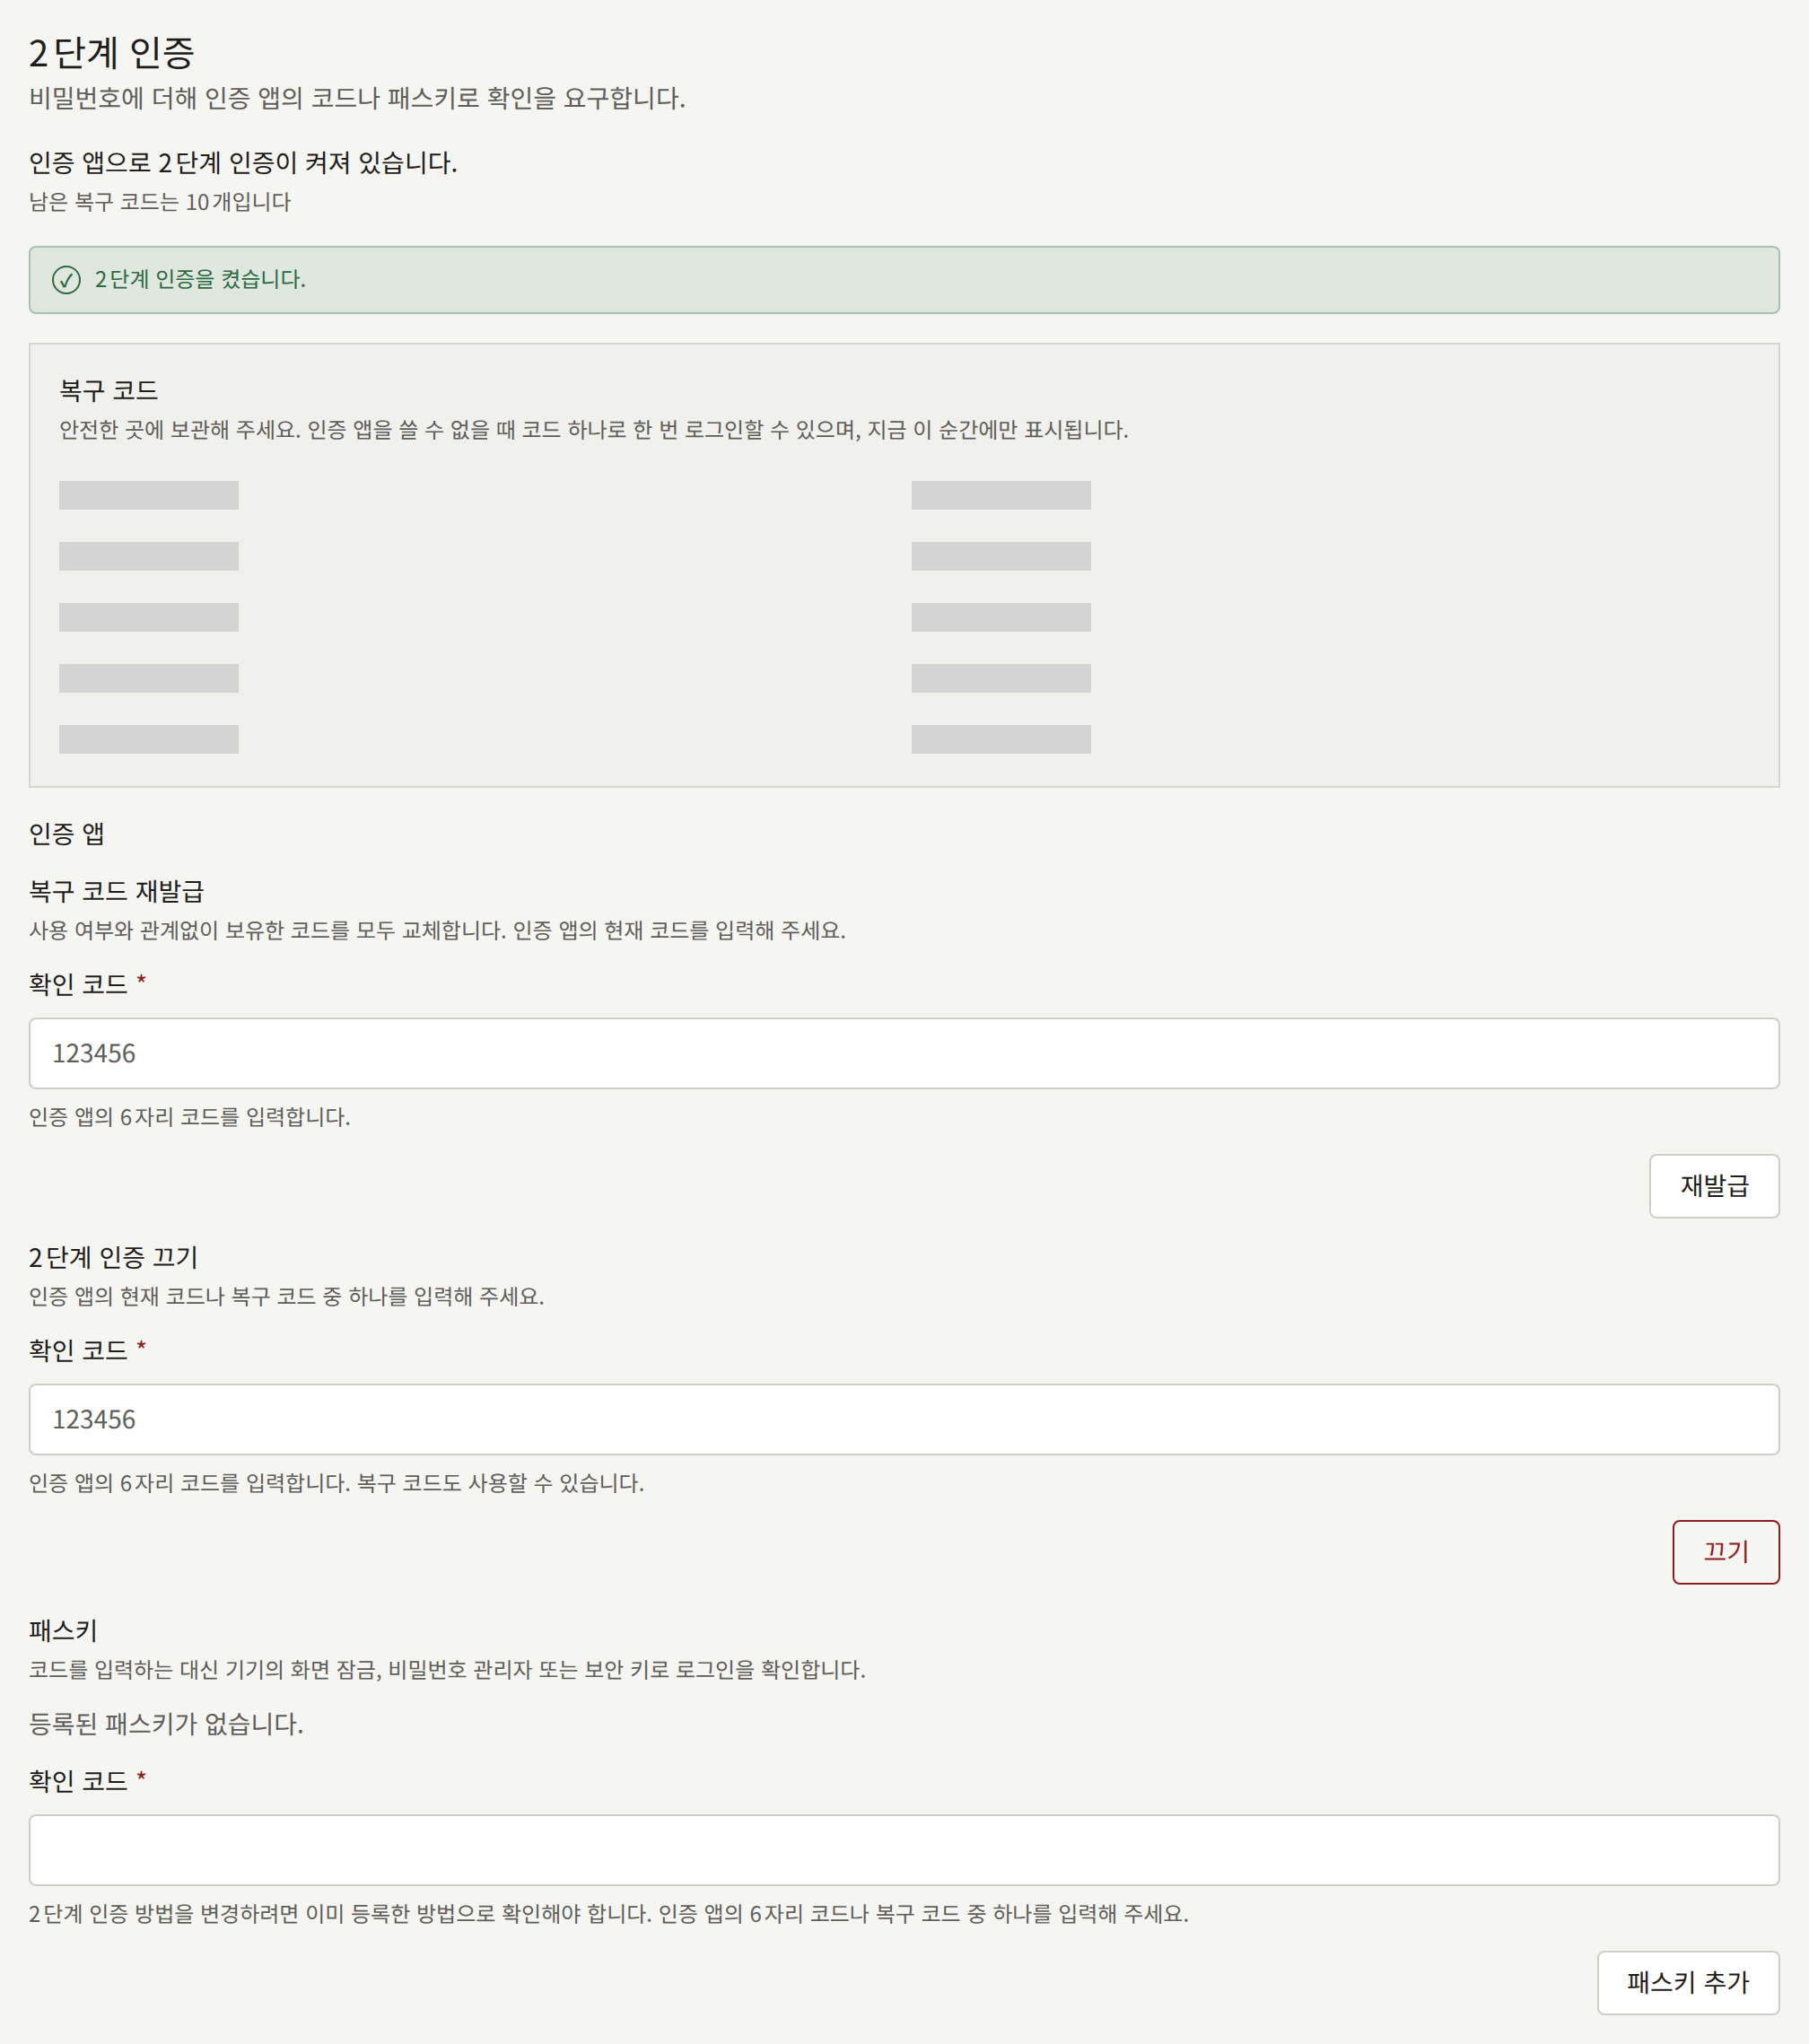 2단계 인증
비밀번호에 더해 인증 앱의 코드나 패스키로 확인을 요구합니다.
인증 앱으로 2단계 인증이 켜져 있습니다.
남은 복구 코드는 10개입니다
2단계 인증을 켰습니다.
복구 코드
안전한 곳에 보관해 주세요. 인증 앱을 쓸 수 없을 때 코드 하나로 한 번 로그인할 수 있으며, 지금 이 순간에만 표시됩니다.
인증 앱
복구 코드 재발급
사용 여부와 관계없이 보유한 코드를 모두 교체합니다. 인증 앱의 현재 코드를 입력해 주세요.
확인 코드 *
123456
인증 앱의 6자리 코드를 입력합니다.
재발급
2단계 인증 끄기
인증 앱의 현재 코드나 복구 코드 중 하나를 입력해 주세요.
확인 코드 *
123456
인증 앱의 6자리 코드를 입력합니다. 복구 코드도 사용할 수 있습니다.
끄기
패스키
코드를 입력하는 대신 기기의 화면 잠금, 비밀번호 관리자 또는 보안 키로 로그인을 확인합니다.
등록된 패스키가 없습니다.
확인 코드 *
2단계 인증 방법을 변경하려면 이미 등록한 방법으로 확인해야 합니다. 인증 앱의 6자리 코드나 복구 코드 중 하나를 입력해 주세요.
패스키 추가